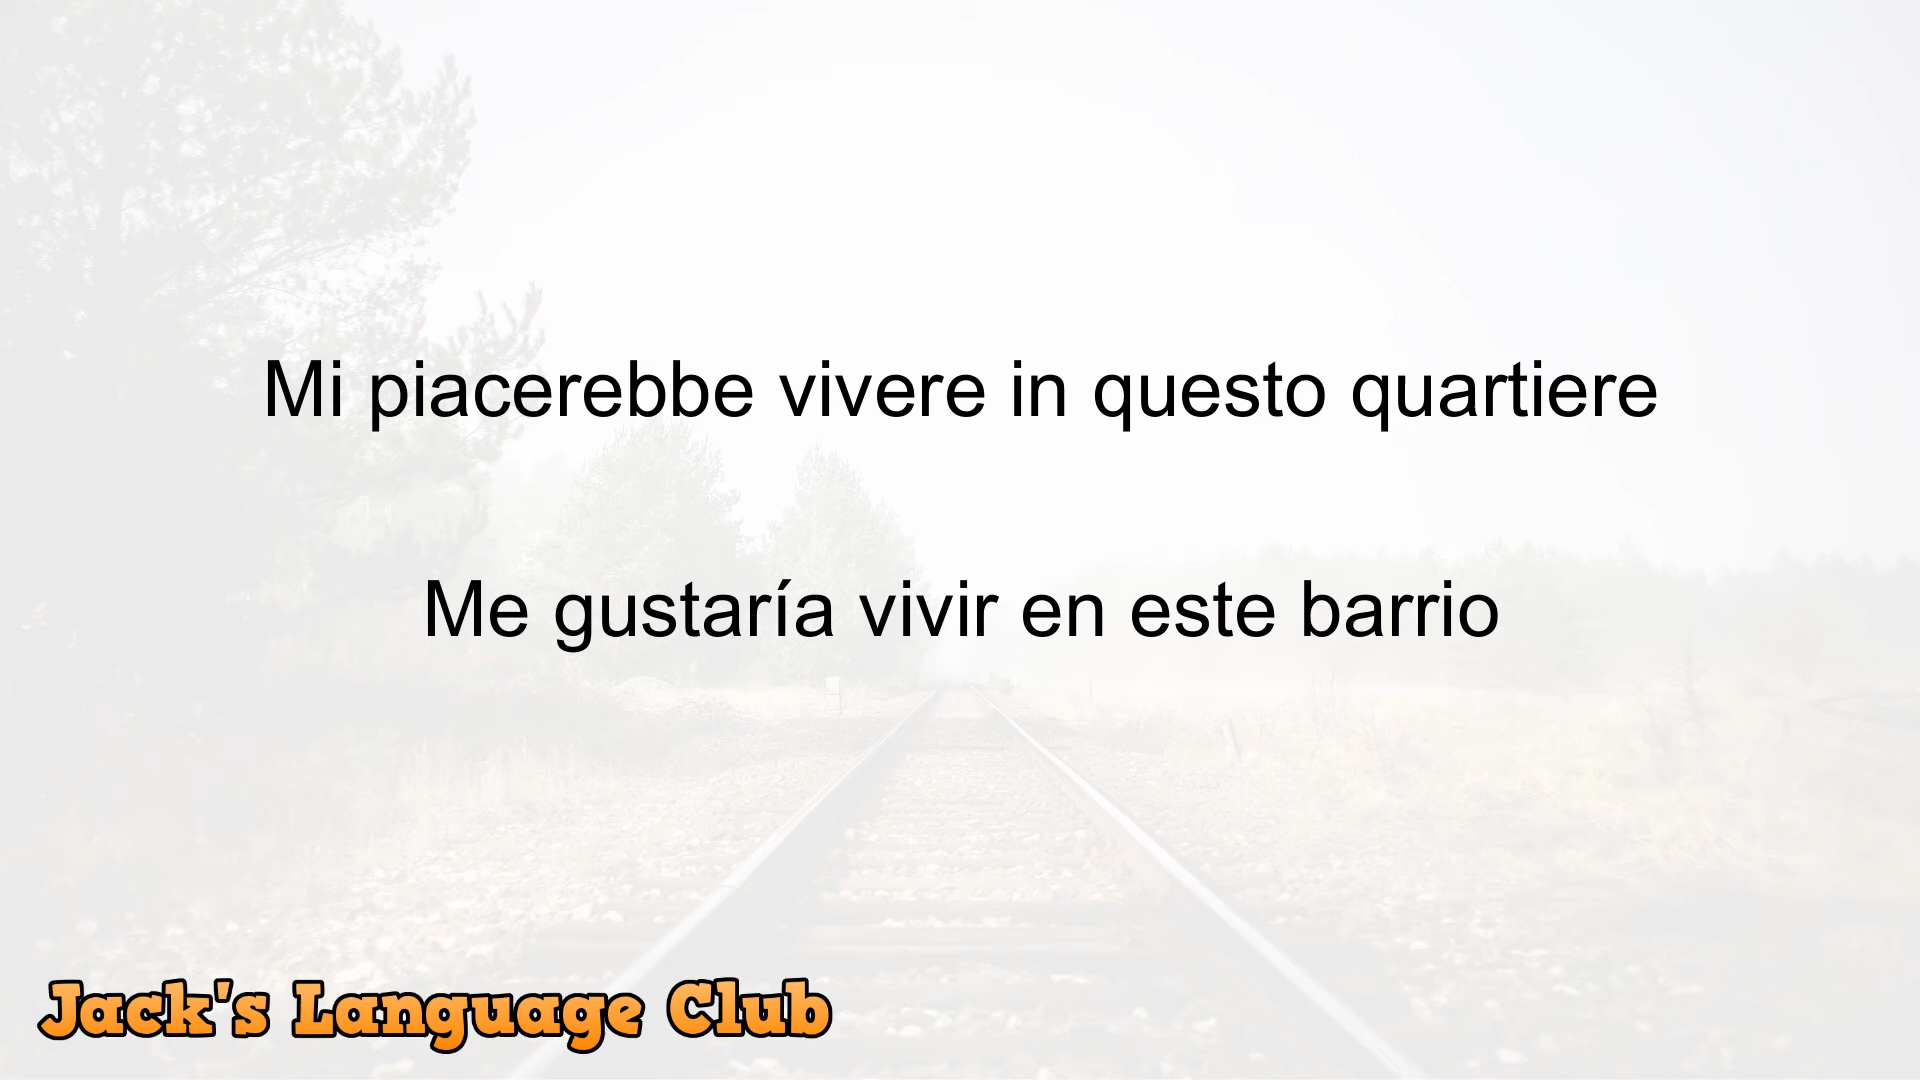 Mi piacerebbe vivere in questo quartiere
Me gustaría vivir en este barrio
Jack's Language Club